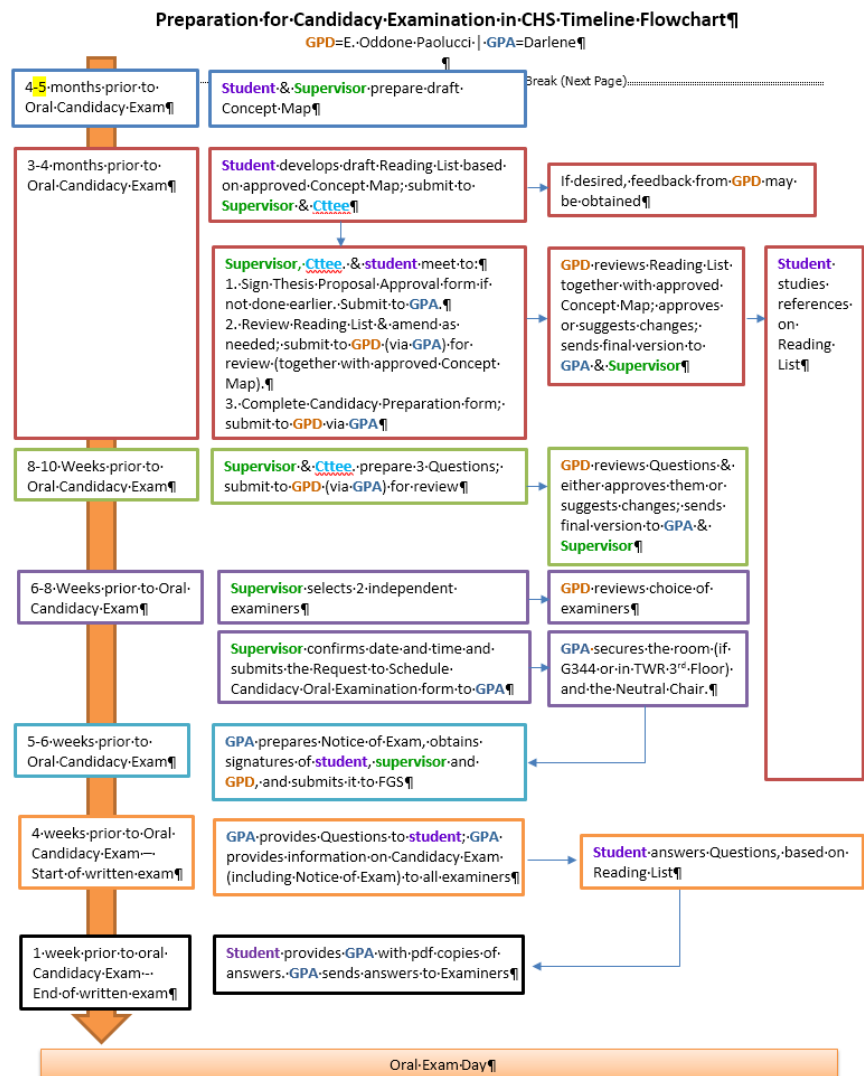 Preparation·for·Candidacy·Examination·in·CHS·Timeline·Flowchart¶
GPD=E.·Oddone·Paolucci·|·GPA=Darlene¶
¶
Break (Next Page)
4-5·months·prior·to·
Oral·Candidacy·Exam¶
Student·&·Supervisor·prepare·draft·
Concept·Map¶
3-4·months·prior·to·
Oral·Candidacy·Exam¶
Student·develops·draft·Reading·List·based·
on·approved·Concept·Map;·submit·to·
Supervisor·&·Cttee¶
If·desired,·feedback·from·GPD·may·
be·obtained¶
Supervisor,·Cttee.·&·student·meet·to:¶
1.·Sign·Thesis·Proposal·Approval·form·if·
not·done·earlier.·Submit·to·GPA.¶
2.·Review·Reading·List·&·amend·as·
needed;·submit·to·GPD·(via·GPA)·for·
review·(together·with·approved·Concept·
Map).¶
3.·Complete·Candidacy·Preparation·form;·
submit·to·GPD·via·GPA¶
GPD·reviews·Reading·List·
together·with·approved·
Concept·Map;·approves·
or·suggests·changes;·
sends·final·version·to·
GPA·&·Supervisor¶
Student·
studies·
references·
on·
Reading·
List¶
8-10·Weeks·prior·to·
Oral·Candidacy·Exam¶
Supervisor·&·Cttee.·prepare·3·Questions;·
submit·to·GPD·(via·GPA)·for·review¶
GPD·reviews·Questions·&·
either·approves·them·or·
suggests·changes;·sends·
final·version·to·GPA·&·
Supervisor¶
6-8·Weeks·prior·to·Oral·
Candidacy·Exam¶
Supervisor·selects·2·independent·
examiners¶
GPD·reviews·choice·of·
examiners¶
Supervisor·confirms·date·and·time·and·
submits·the·Request·to·Schedule·
Candidacy·Oral·Examination·form·to·GPA¶
GPA·secures·the·room·(if·
G344·or·in·TWR·3rd·Floor)·
and·the·Neutral·Chair.¶
5-6·weeks·prior·to·
Oral·Candidacy·Exam¶
GPA·prepares·Notice·of·Exam,·obtains·
signatures·of·student,·supervisor·and·
GPD,·and·submits·it·to·FGS¶
4·weeks·prior·to·Oral·
Candidacy·Exam·–·
Start·of·written·exam¶
GPA·provides·Questions·to·student;·GPA·
provides·information·on·Candidacy·Exam·
(including·Notice·of·Exam)·to·all·examiners¶
Student·answers·Questions,·based·on·
Reading·List¶
1·week·prior·to·oral·
Candidacy·Exam·-·
End·of·written·exam¶
Student·provides·GPA·with·pdf·copies·of·
answers.·GPA·sends·answers·to·Examiners¶
Oral·Exam·Day¶